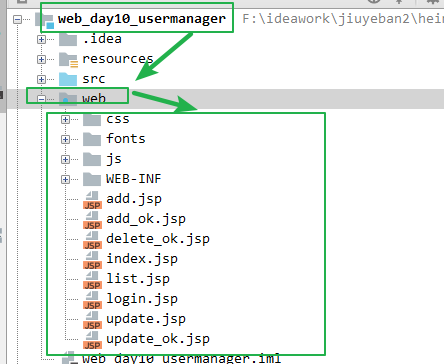 web_day10_usermanager F:\ideawork\jiuyeban2\hein
.idea
resources
src
web
css
fonts
js
WEB-INF
JSP add.jsp
JSP add_ok.jsp
JSP delete_ok.jsp
JSP index.jsp
JSP list.jsp
JSP login.jsp
JSP update.jsp
JSP update_ok.jsp
web_day10_usermanager.iml